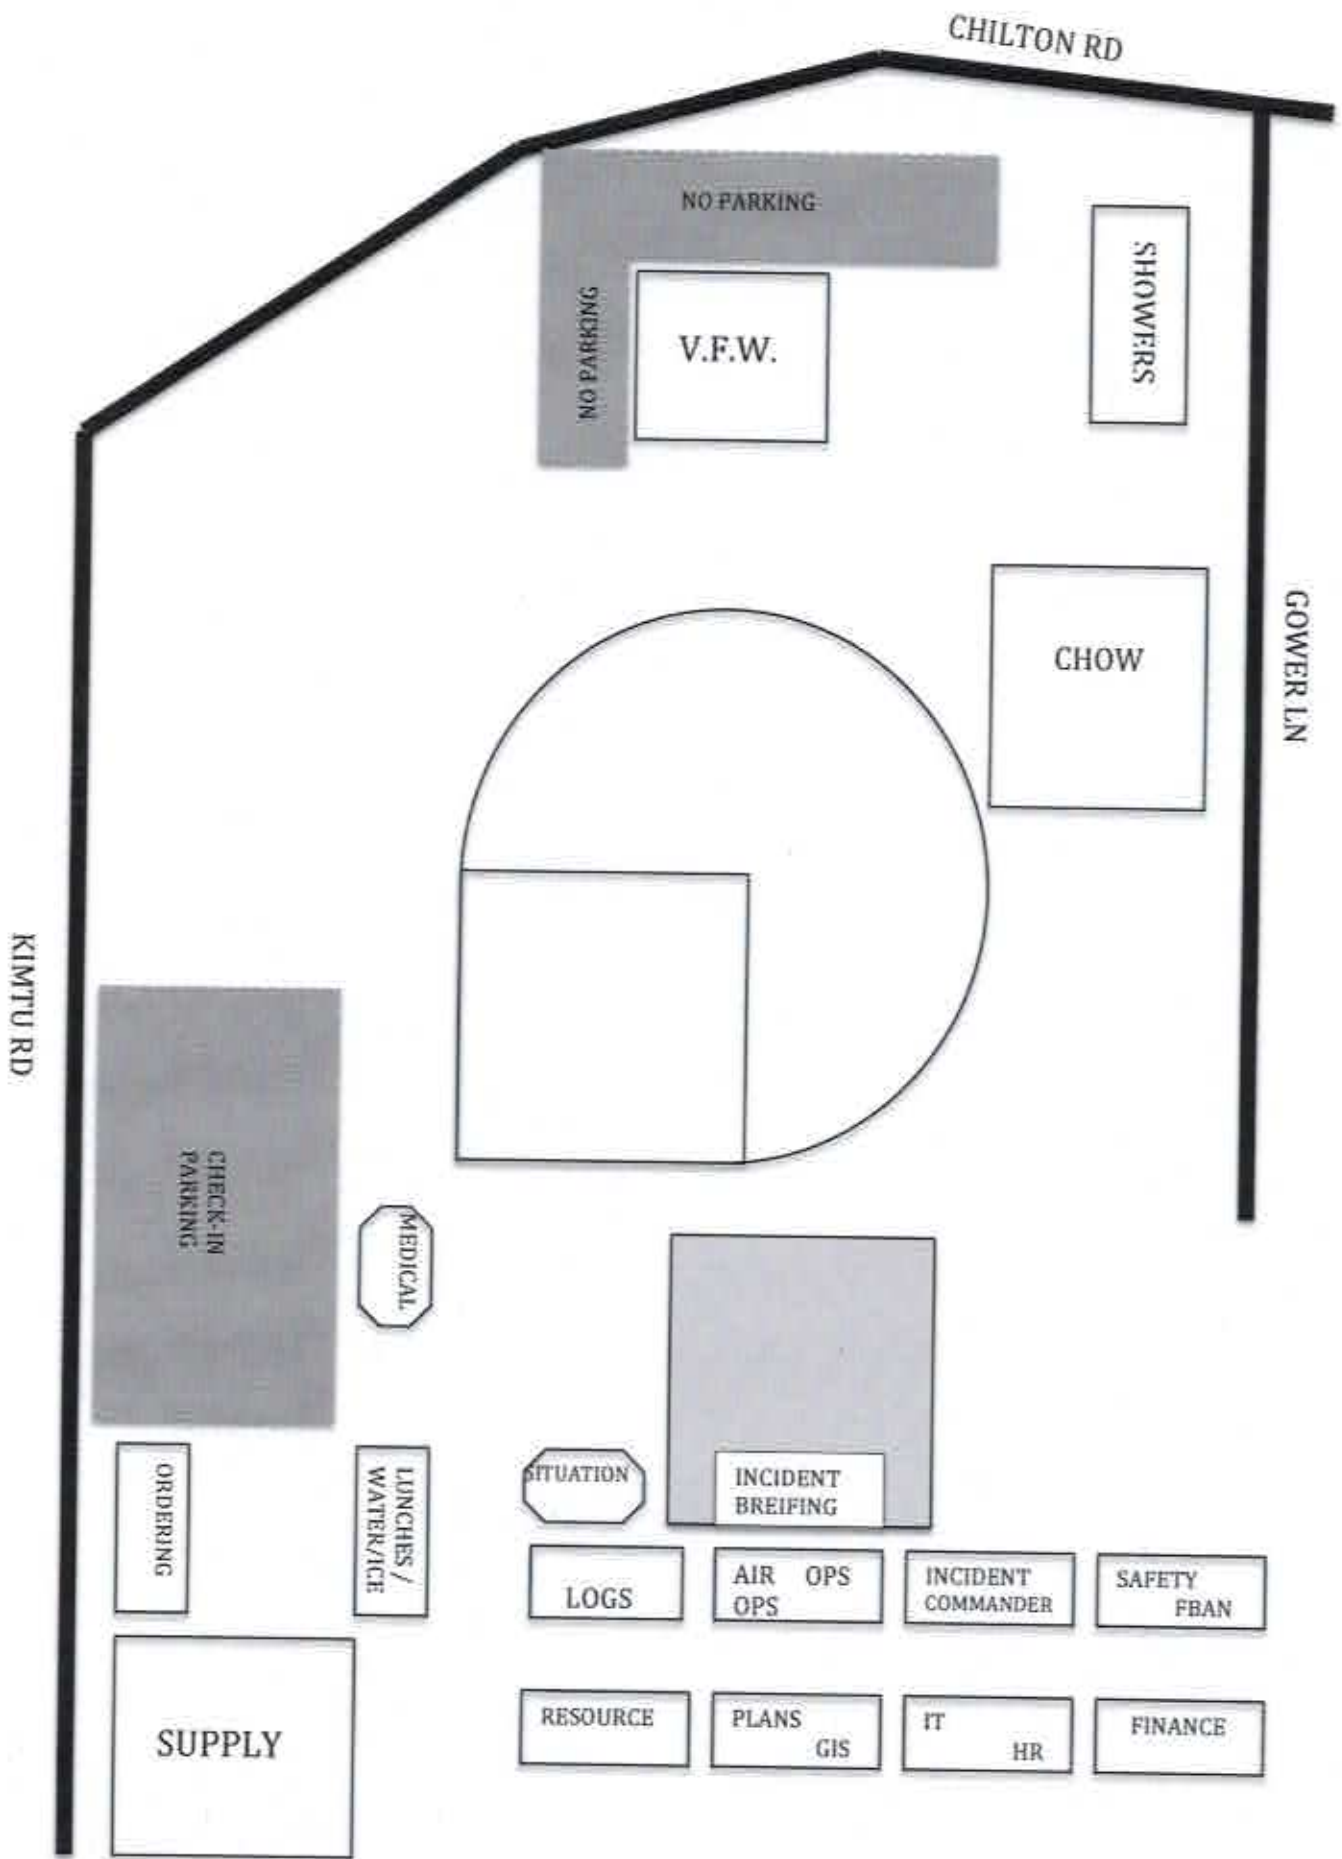 CHILTON RD
NO PARKING
SHOWERS
NO PARKING
V.F.W.
GOWER LN
CHOW
KIMTU RD
CHECK-IN
PARKING
MEDICAL
ORDERING
LUNCHES /
WATER/ICE
SITUATION
INCIDENT
BREIFING
LOGS
AIR OPS
OPS
INCIDENT
COMMANDER
SAFETY
FBAN
SUPPLY
RESOURCE
PLANS
GIS
IT
HR
FINANCE